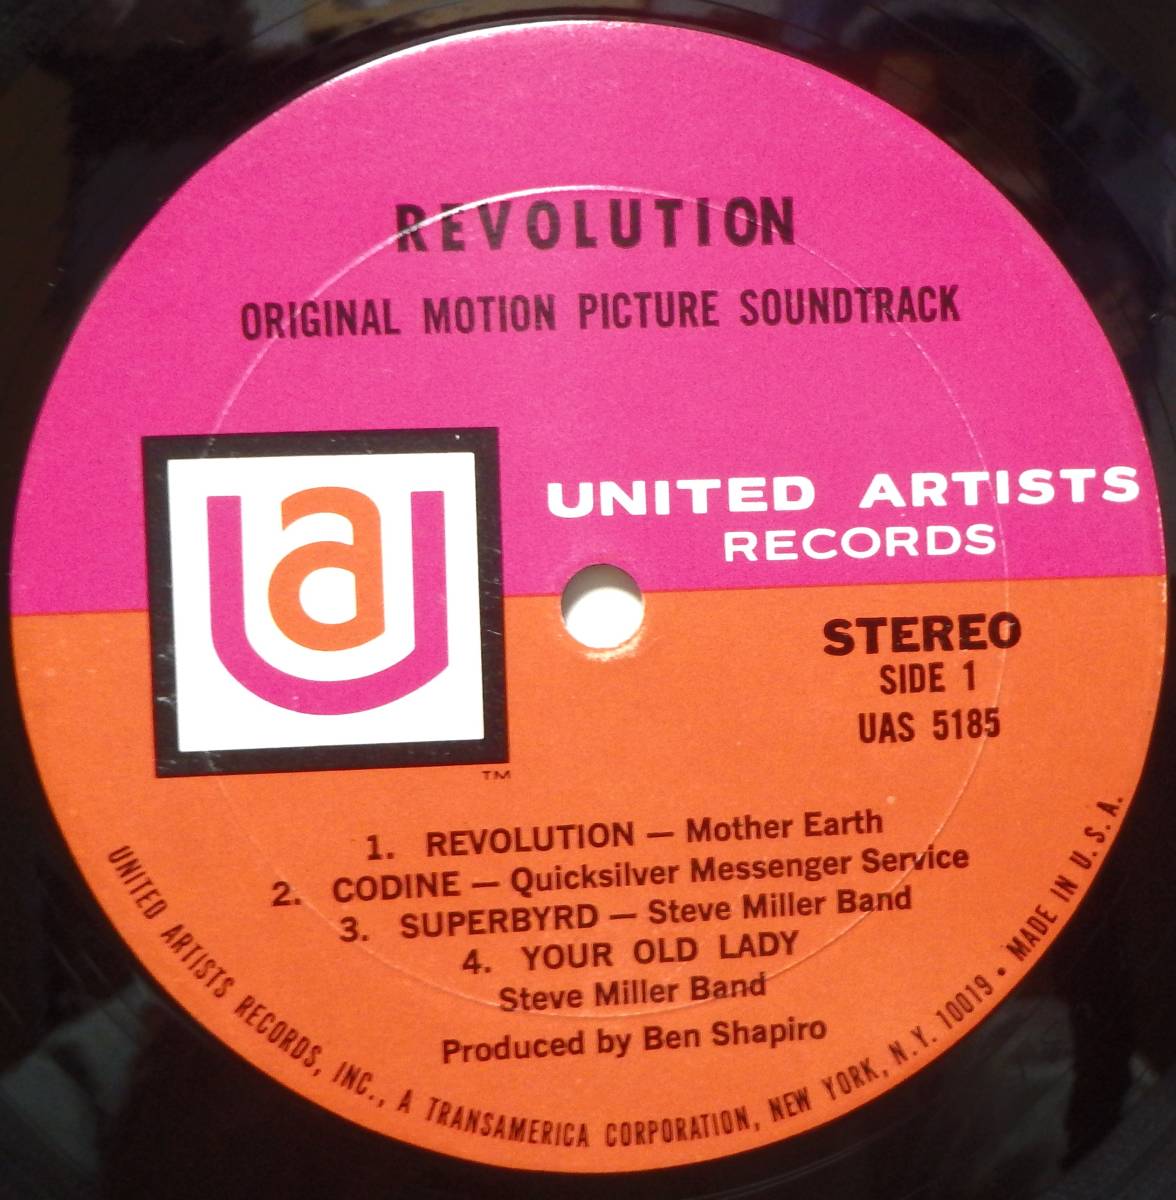 REVOLUTION
ORIGINAL MOTION PICTURE SOUNDTRACK
ua
UNITED ARTISTS
RECORDS
STEREO
SIDE 1
UAS 5185
TM
1. REVOLUTION — Mother Earth
2. CODINE — Quicksilver Messenger Service
3. SUPERBYRD — Steve Miller Band
4. YOUR OLD LADY
Steve Miller Band
Produced by Ben Shapiro
UNITED ARTISTS RECORDS, INC., A TRANSAMERICA CORPORATION, NEW YORK, N.Y. 10019 • MADE IN U.S.A.